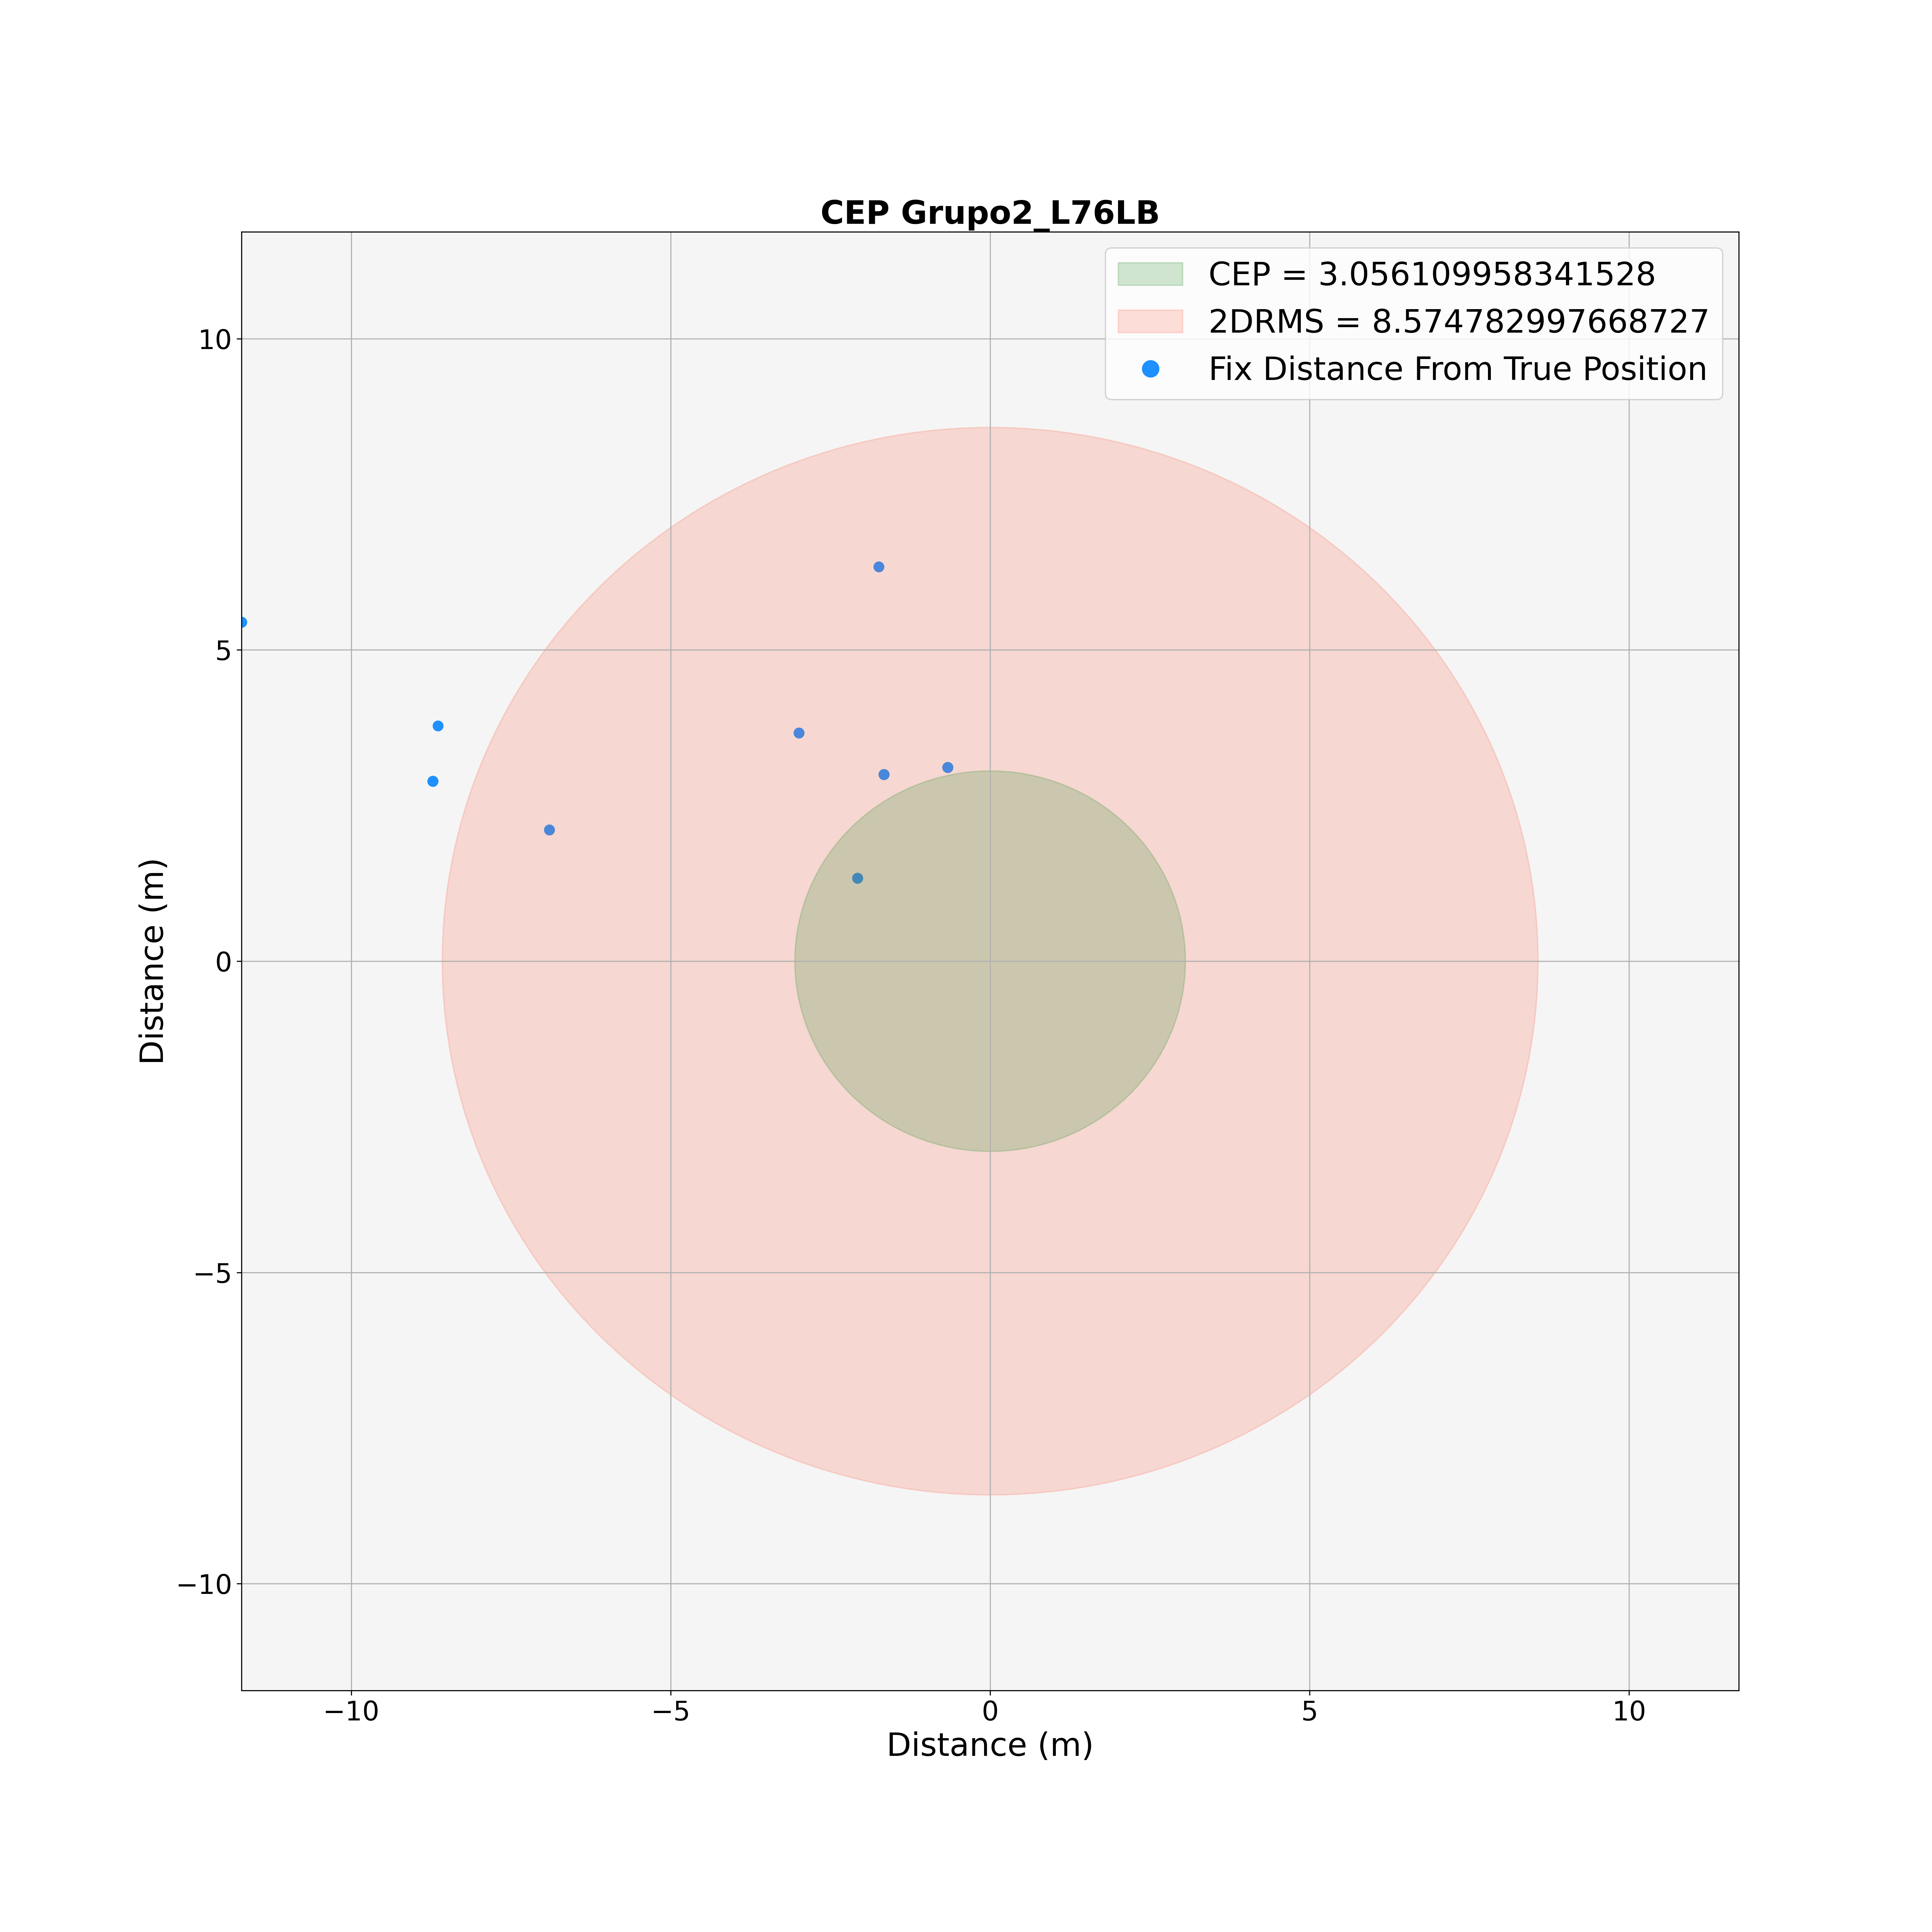 CEP Grupo2_L76LB
CEP = 3.056109958341528
2DRMS = 8.574782997668727
Fix Distance From True Position
10
5
0
−5
−10
Distance (m)
−10
−5
0
5
10
Distance (m)